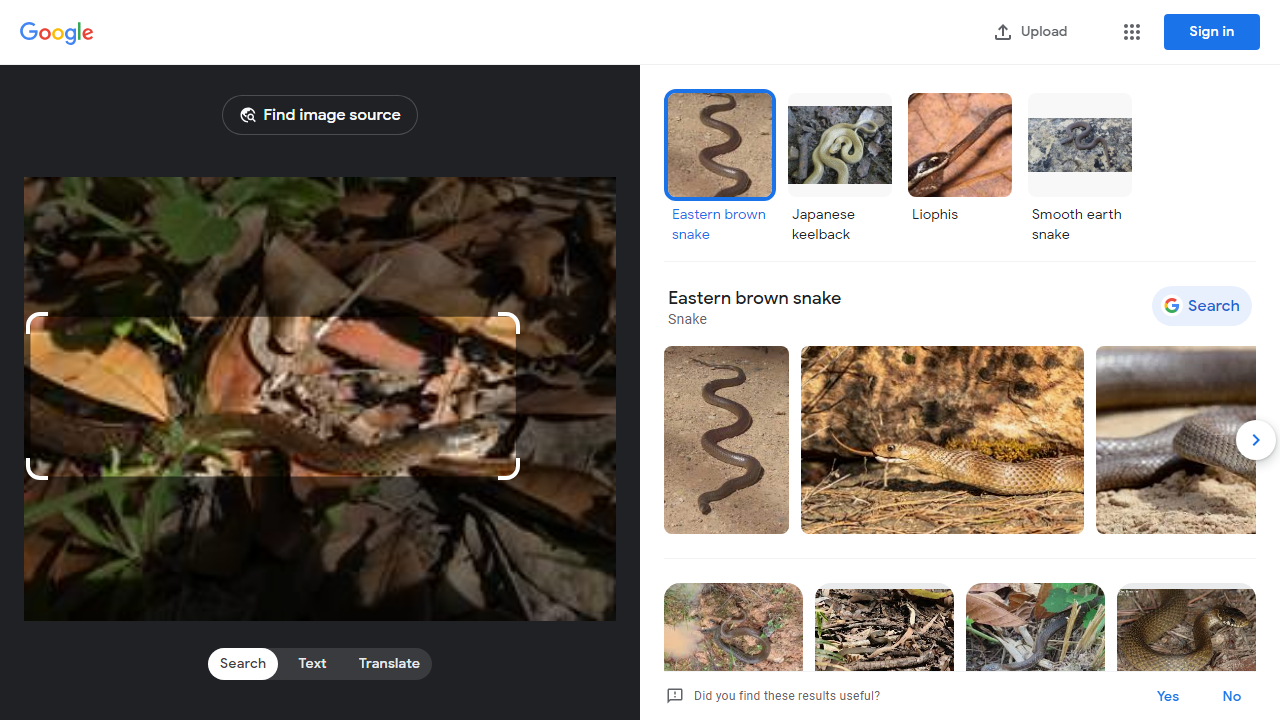 Google
Upload
Sign in
Find image source
Eastern brown
snake
Japanese
keelback
Liophis
Smooth earth
snake
Eastern brown snake
Snake
Search
Search
Text
Translate
Did you find these results useful?
Yes
No